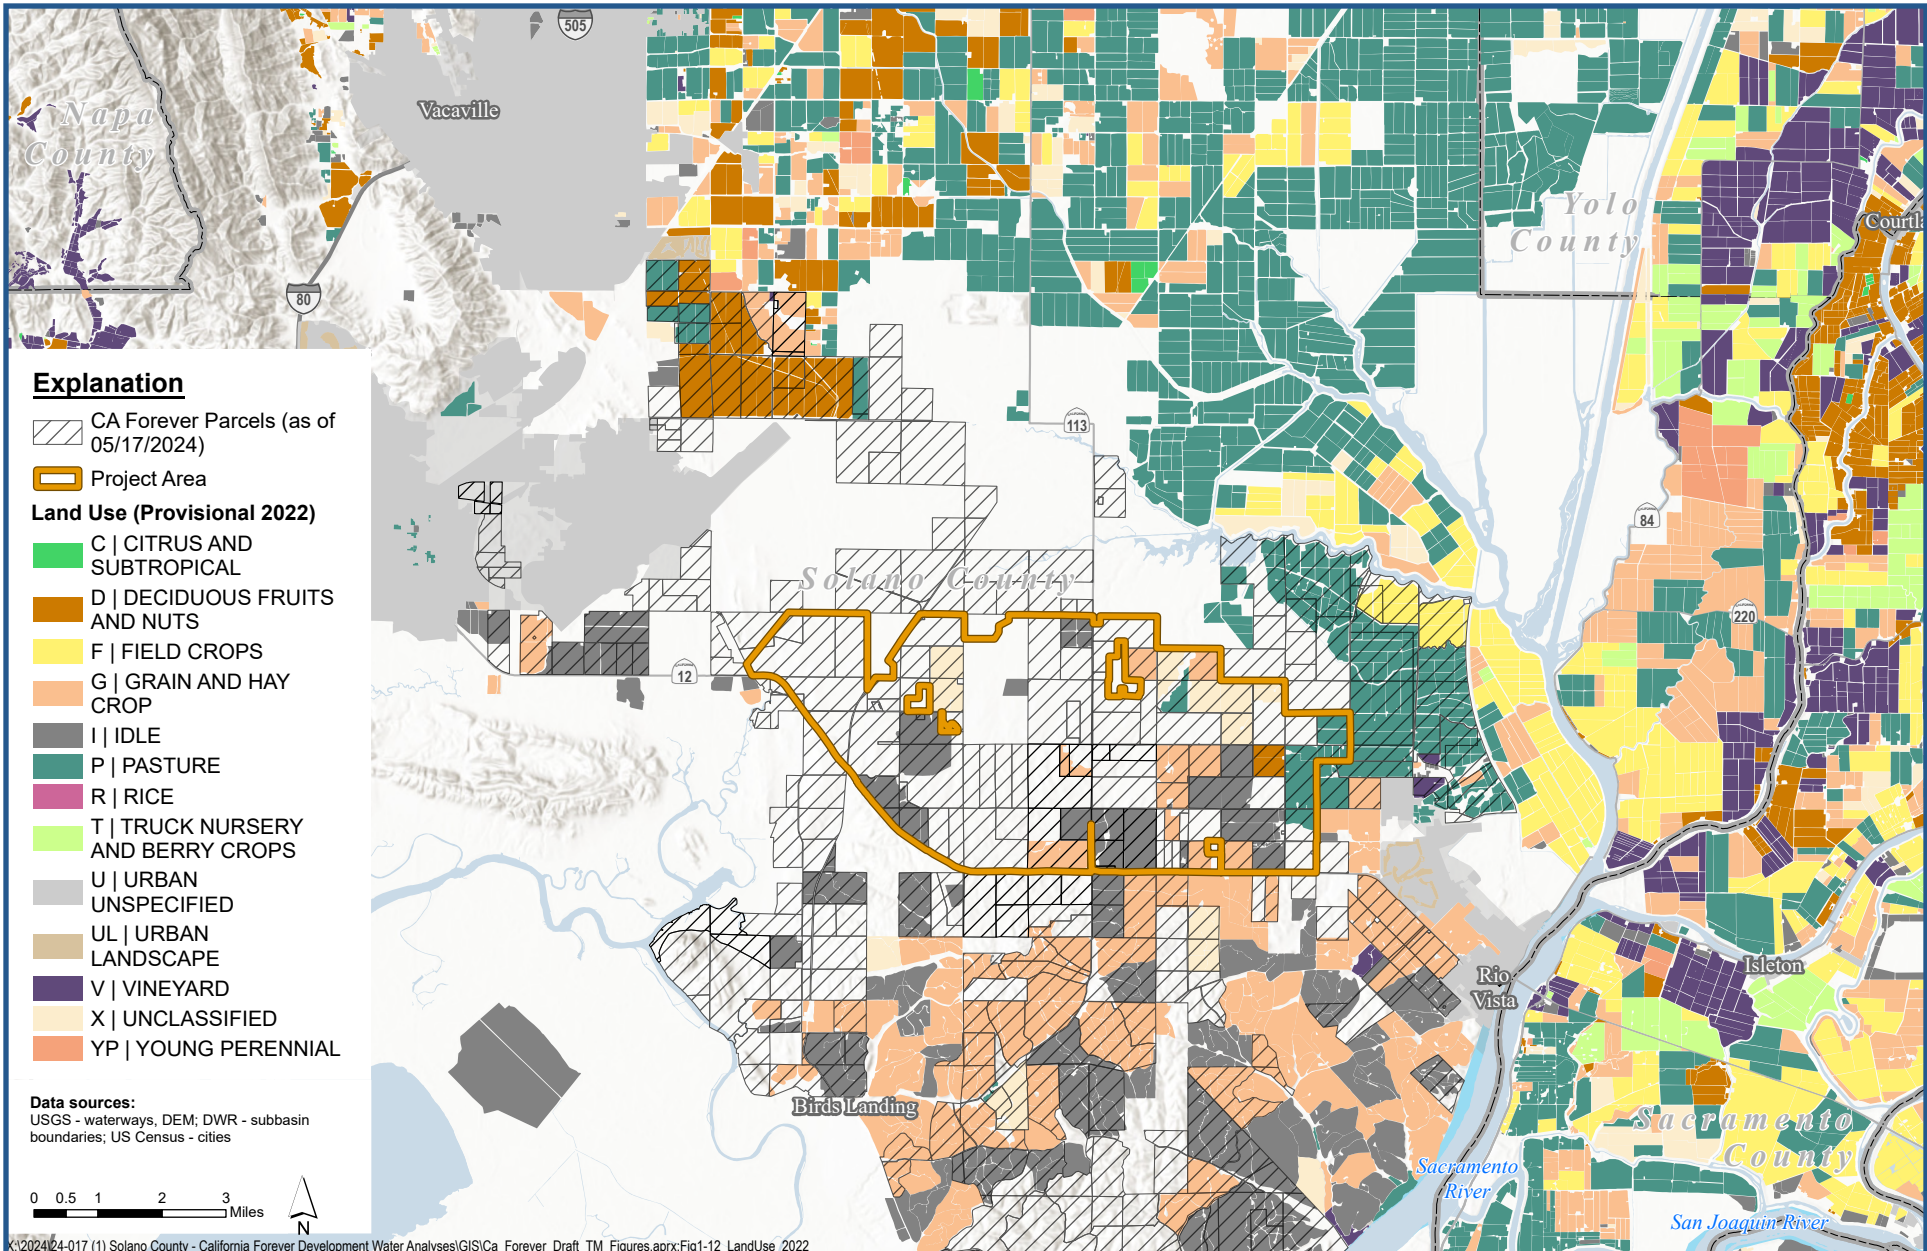 505
Vacaville
Napa
County
Yolo
County
Courtl
80
Explanation
CA Forever Parcels (as of
05/17/2024)
Project Area
Land Use (Provisional 2022)
C | CITRUS AND
SUBTROPICAL
D | DECIDUOUS FRUITS
AND NUTS
F | FIELD CROPS
G | GRAIN AND HAY
CROP
I | IDLE
P | PASTURE
R | RICE
T | TRUCK NURSERY
AND BERRY CROPS
U | URBAN
UNSPECIFIED
UL | URBAN
LANDSCAPE
V | VINEYARD
X | UNCLASSIFIED
YP | YOUNG PERENNIAL
Data sources:
USGS - waterways, DEM; DWR - subbasin
boundaries; US Census - cities
0 0.5 1 2 3
Miles
N
CALIFORNIA
113
CALIFORNIA
84
Solano County
CALIFORNIA
220
CALIFORNIA
12
Rio
Vista
Isleton
Birds Landing
Sacramento
County
Sacramento
River
San Joaquin River
X:\2024\24-017 (1) Solano County - California Forever Development Water Analyses\GIS\Ca_Forever_Draft_TM_Figures.aprx:Fig1-12_LandUse_2022